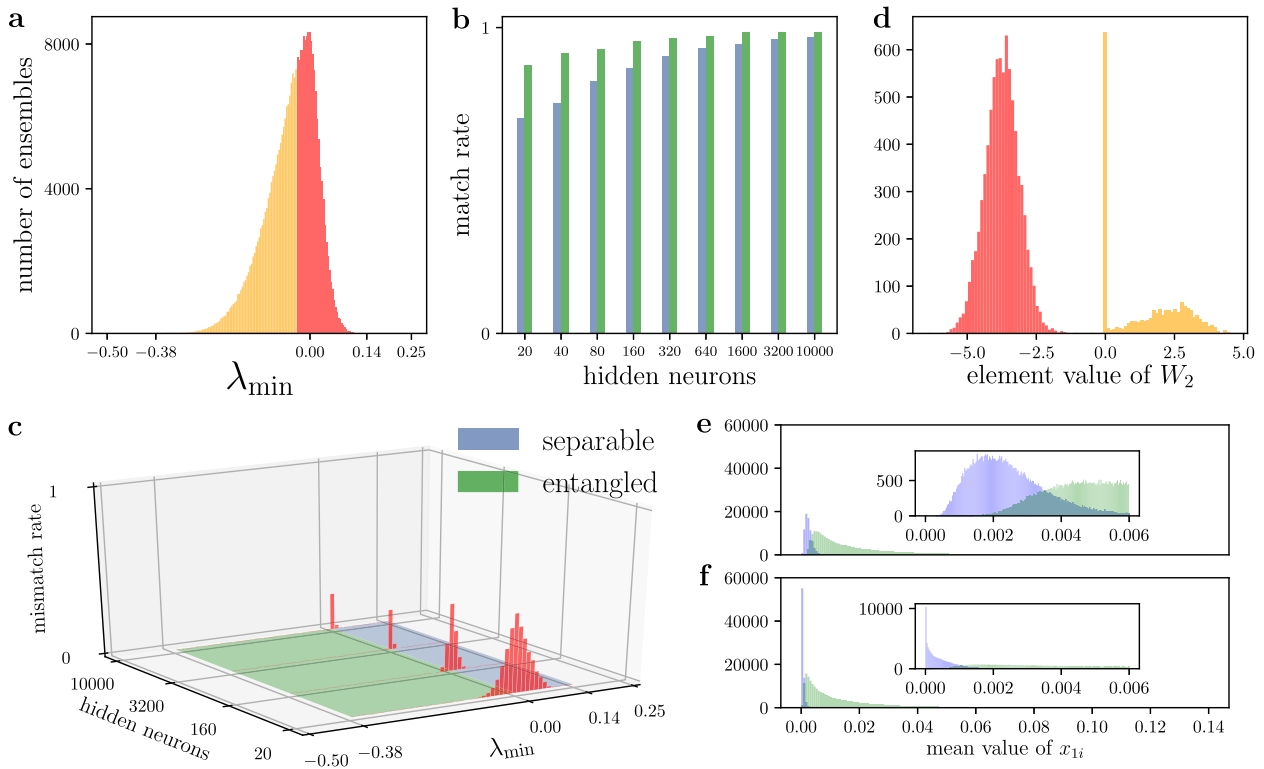 a
8000
4000
0
number of ensembles
−0.50 −0.38 0.00 0.14 0.25
λmin
b
1
0
match rate
20 40 80 160 320 640 1600 3200 10000
hidden neurons
d
600
500
400
300
200
100
0
−5.0 −2.5 0.0 2.5 5.0
element value of W2
c
separable
entangled
1
0
mismatch rate
10000
3200
160
20
hidden neurons
−0.50 −0.38 0.00 0.14 0.25
λmin
e
60000
40000
20000
0
500
0
0.000 0.002 0.004 0.006
f
60000
40000
20000
0
10000
0
0.000 0.002 0.004 0.006
0.00 0.02 0.04 0.06 0.08 0.10 0.12 0.14
mean value of x1i